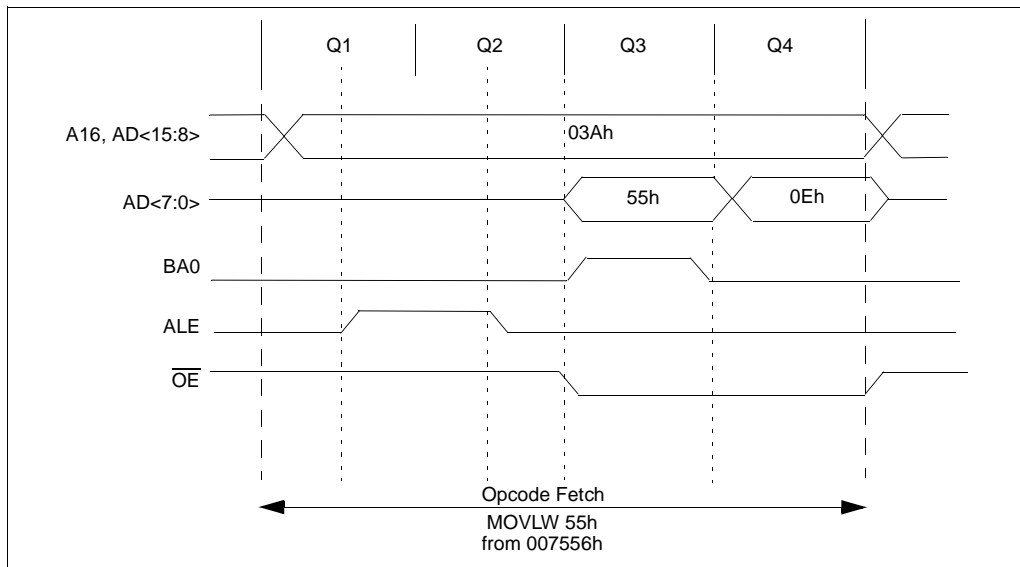 Q1 Q2 Q3 Q4
A16, AD<15:8>
03Ah
AD<7:0>
55h
0Eh
BA0
ALE
OE
Opcode Fetch
MOVLW 55h
from 007556h